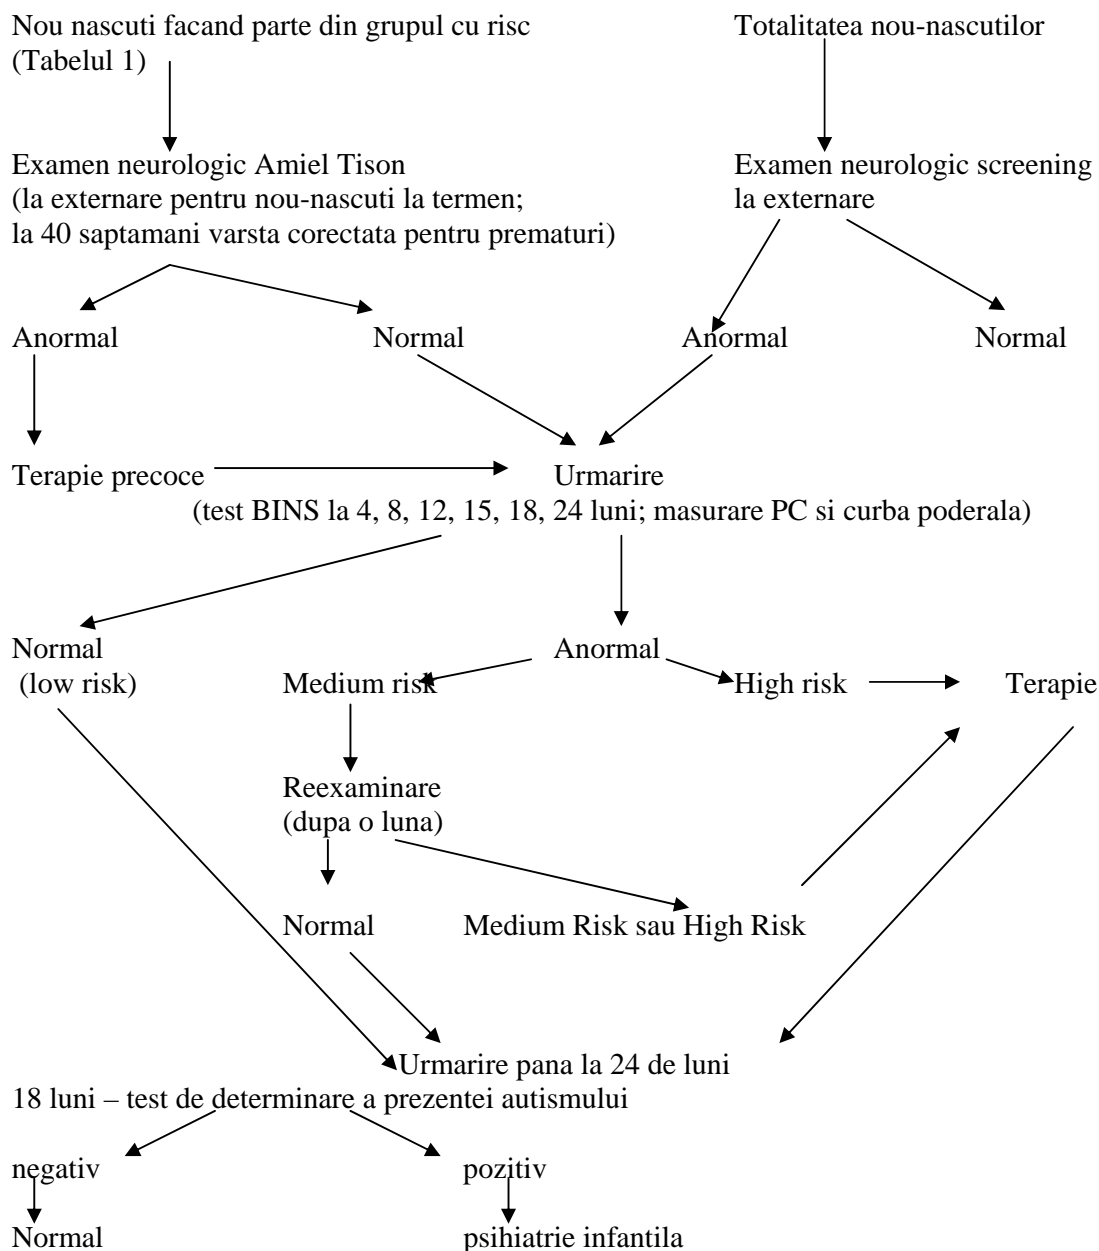 Nou nascuti facand parte din grupul cu risc
(Tabelul 1)
Totalitatea nou-nascutilor
Examen neurologic Amiel Tison
(la externare pentru nou-nascuti la termen;
la 40 saptamani varsta corectata pentru prematuri)
Examen neurologic screening
la externare
Anormal
Normal
Anormal
Normal
Terapie precoce
Urmarire
(test BINS la 4, 8, 12, 15, 18, 24 luni; masurare PC si curba poderala)
Normal
(low risk)
Anormal
Medium risk
High risk
Terapie
Reexaminare
(dupa o luna)
Normal
Medium Risk sau High Risk
Urmarire pana la 24 de luni
18 luni – test de determinare a prezentei autismului
negativ
pozitiv
Normal
psihiatrie infantila